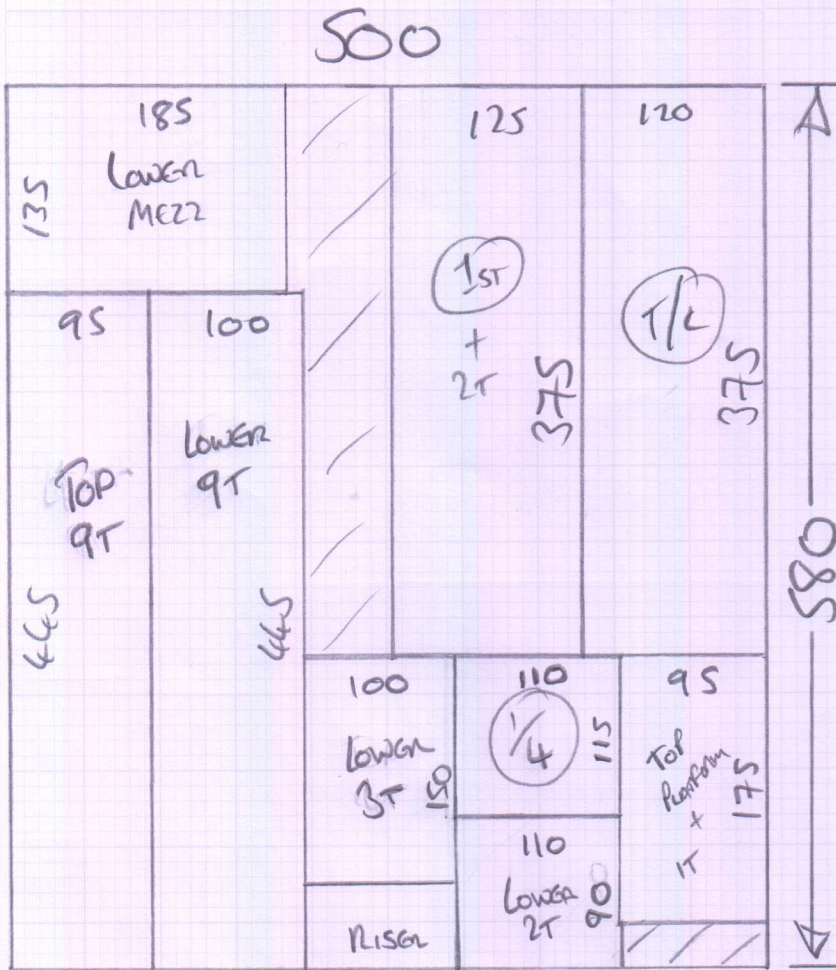 500
185
LOWER
MEZZ
135
125
1ST
+
2T
375
120
T/L
375
580
95
TOP
9T
445
100
LOWER
9T
445
100
LOWER
3T
150
RISER
110
1/4
115
110
LOWER
2T
90
95
TOP
PLATFORM
+
1T
175